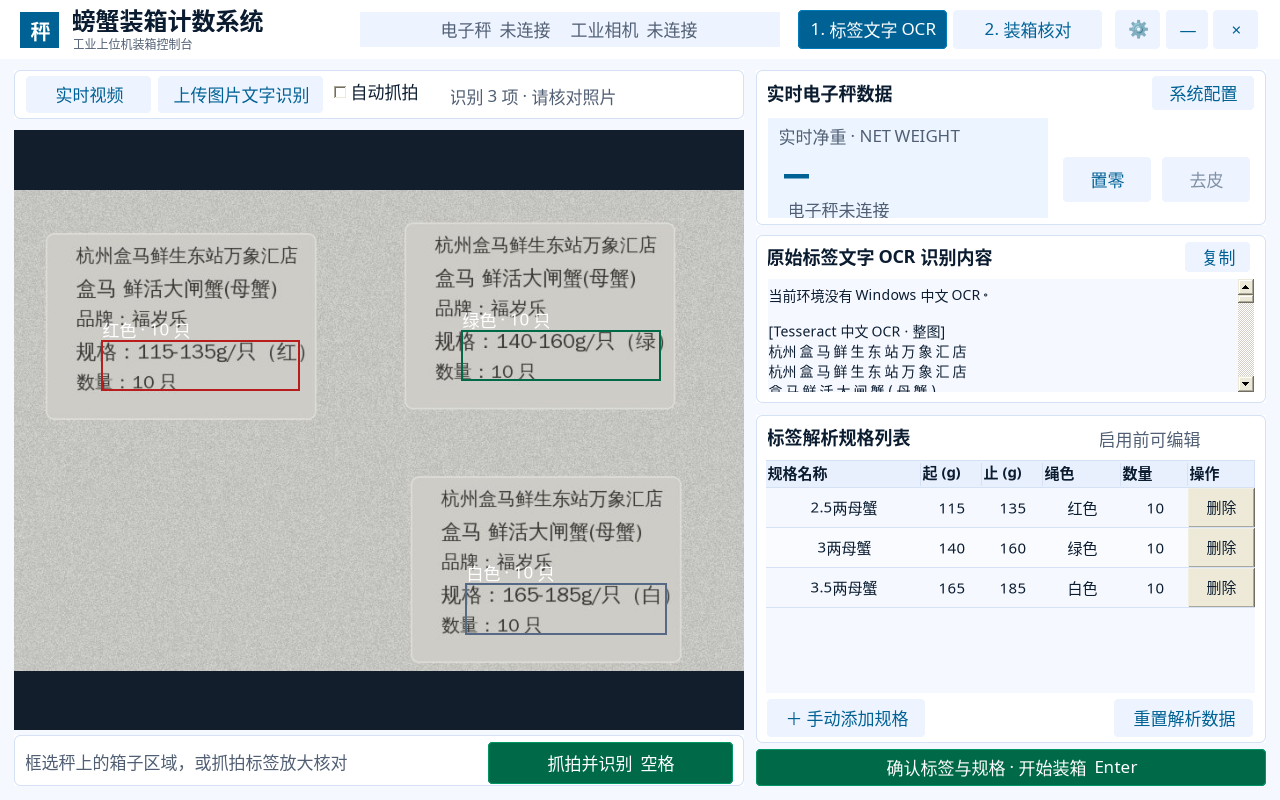 秤 螃蟹装箱计数系统
工业上位机装箱控制台
电子秤 未连接 工业相机 未连接
1. 标签文字 OCR
2. 装箱核对
⚙️ — ×
实时视频
上传图片文字识别
自动抓拍
识别 3 项 · 请核对照片
杭州盒马鲜生东站万象汇店
盒马 鲜活大闸蟹(母蟹)
品牌：福岁乐
红色 · 10 只
规格：115-135g/只（红）
数量：10 只
杭州盒马鲜生东站万象汇店
盒马 鲜活大闸蟹(母蟹)
品牌：福岁乐
绿色 · 10 只
规格：140-160g/只（绿）
数量：10 只
杭州盒马鲜生东站万象汇店
盒马 鲜活大闸蟹(母蟹)
品牌：福岁乐
白色 · 10 只
规格：165-185g/只（白）
数量：10 只
框选秤上的箱子区域，或抓拍标签放大核对
抓拍并识别 空格
实时电子秤数据
系统配置
实时净重 · NET WEIGHT
—
电子秤未连接
置零
去皮
原始标签文字 OCR 识别内容
复制
当前环境没有 Windows 中文 OCR。
[Tesseract 中文 OCR · 整图]
杭州 盒 马 鲜 生 东 站 万 象 汇 店
杭州 盒 马 鲜 生 东 站 万 象 汇 店
盒 马 鲜 活 大 闸 蟹 ( 母 蟹 )
标签解析规格列表
启用前可编辑
规格名称 起 (g) 止 (g) 绳色 数量 操作
2.5两母蟹 115 135 红色 10 删除
3两母蟹 140 160 绿色 10 删除
3.5两母蟹 165 185 白色 10 删除
＋ 手动添加规格
重置解析数据
确认标签与规格 · 开始装箱 Enter